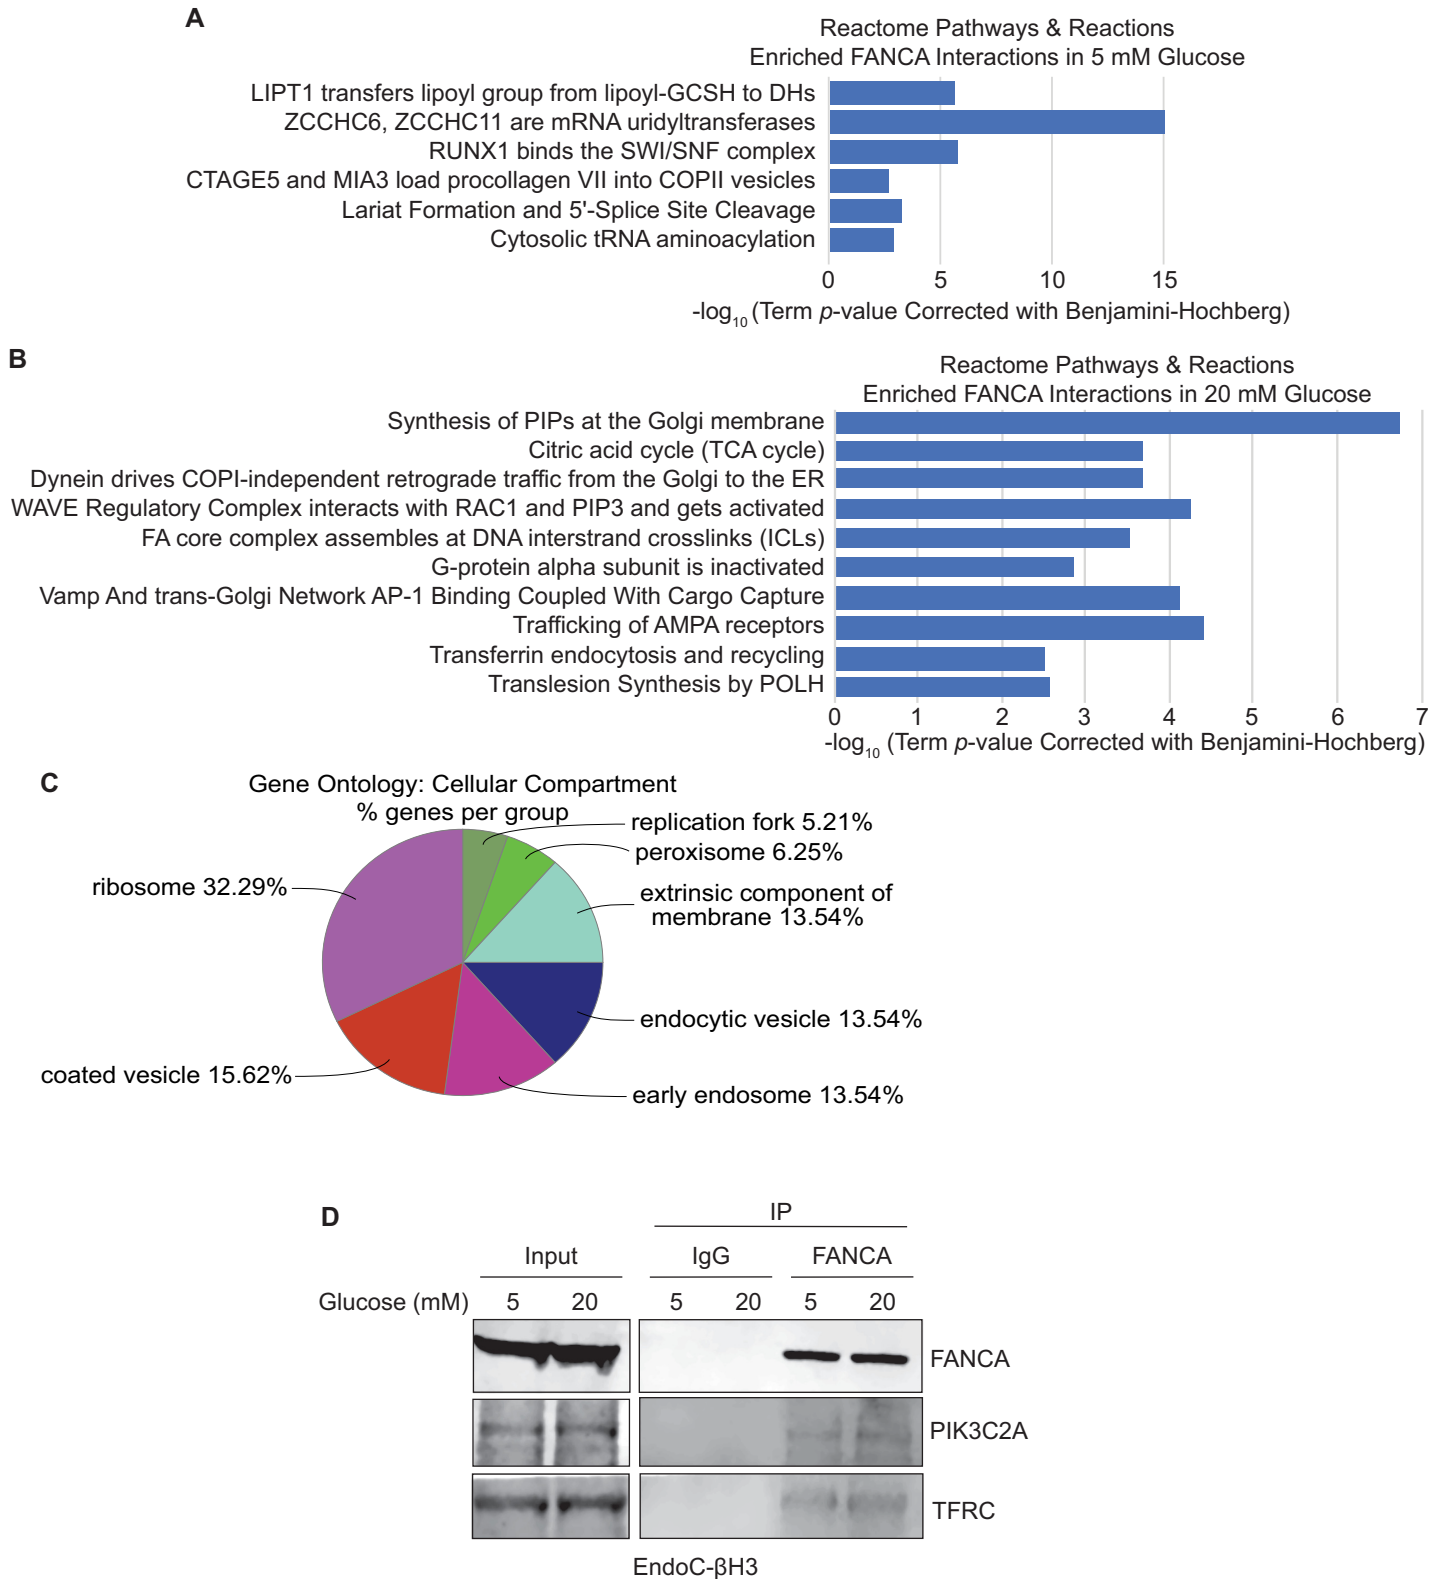 A
Reactome Pathways & Reactions
Enriched FANCA Interactions in 5 mM Glucose
LIPT1 transfers lipoyl group from lipoyl-GCSH to DHs
ZCCHC6, ZCCHC11 are mRNA uridyltransferases
RUNX1 binds the SWI/SNF complex
CTAGE5 and MIA3 load procollagen VII into COPII vesicles
Lariat Formation and 5'-Splice Site Cleavage
Cytosolic tRNA aminoacylation
0 5 10 15
-log10 (Term p-value Corrected with Benjamini-Hochberg)
B
Reactome Pathways & Reactions
Enriched FANCA Interactions in 20 mM Glucose
Synthesis of PIPs at the Golgi membrane
Citric acid cycle (TCA cycle)
Dynein drives COPI-independent retrograde traffic from the Golgi to the ER
WAVE Regulatory Complex interacts with RAC1 and PIP3 and gets activated
FA core complex assembles at DNA interstrand crosslinks (ICLs)
G-protein alpha subunit is inactivated
Vamp And trans-Golgi Network AP-1 Binding Coupled With Cargo Capture
Trafficking of AMPA receptors
Transferrin endocytosis and recycling
Translesion Synthesis by POLH
0 1 2 3 4 5 6 7
-log10 (Term p-value Corrected with Benjamini-Hochberg)
C
Gene Ontology: Cellular Compartment
% genes per group
replication fork 5.21%
peroxisome 6.25%
ribosome 32.29%
extrinsic component of
membrane 13.54%
endocytic vesicle 13.54%
coated vesicle 15.62%
early endosome 13.54%
D
IP
Input IgG FANCA
Glucose (mM) 5 20 5 20 5 20
FANCA
PIK3C2A
TFRC
EndoC-βH3